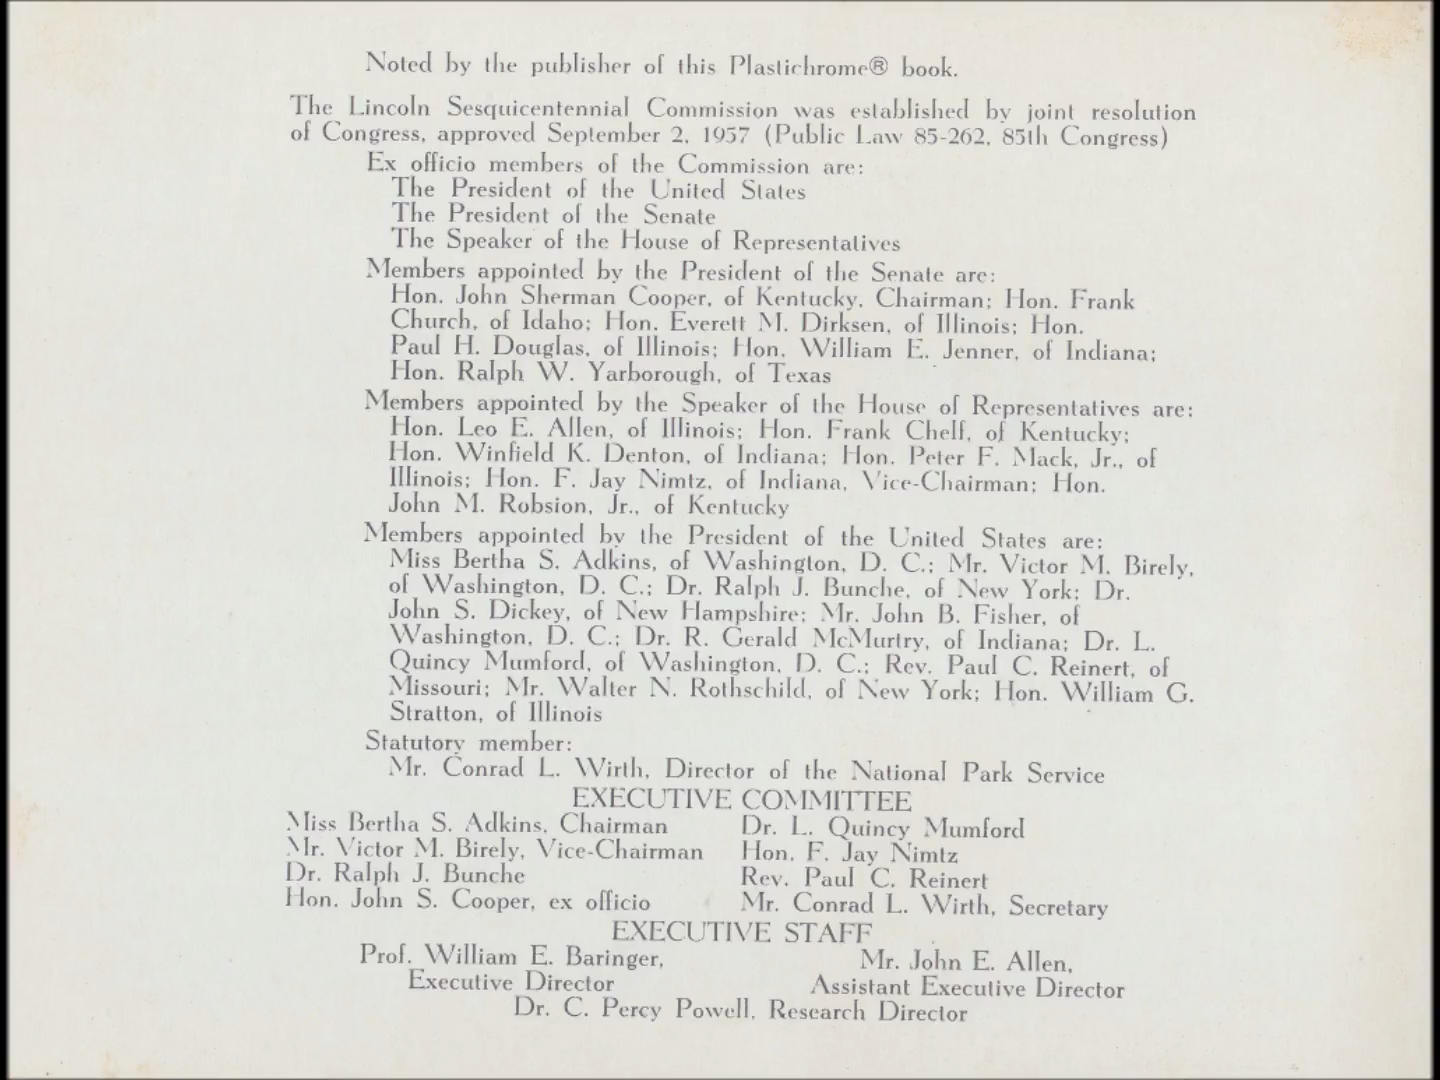 Noted by the publisher of this Plastichrome® book.
The Lincoln Sesquicentennial Commission was established by joint resolution
of Congress, approved September 2, 1957 (Public Law 85-262, 85th Congress)
Ex officio members of the Commission are:
The President of the United States
The President of the Senate
The Speaker of the House of Representatives
Members appointed by the President of the Senate are:
Hon. John Sherman Cooper, of Kentucky, Chairman; Hon. Frank
Church, of Idaho; Hon. Everett M. Dirksen, of Illinois; Hon.
Paul H. Douglas, of Illinois; Hon. William E. Jenner, of Indiana;
Hon. Ralph W. Yarborough, of Texas
Members appointed by the Speaker of the House of Representatives are:
Hon. Leo E. Allen, of Illinois; Hon. Frank Chelf, of Kentucky;
Hon. Winfield K. Denton, of Indiana; Hon. Peter F. Mack, Jr., of
Illinois; Hon. F. Jay Nimtz, of Indiana, Vice-Chairman; Hon.
John M. Robsion, Jr., of Kentucky
Members appointed by the President of the United States are:
Miss Bertha S. Adkins, of Washington, D. C.; Mr. Victor M. Birely,
of Washington, D. C.; Dr. Ralph J. Bunche, of New York; Dr.
John S. Dickey, of New Hampshire; Mr. John B. Fisher, of
Washington, D. C.; Dr. R. Gerald McMurtry, of Indiana; Dr. L.
Quincy Mumford, of Washington, D. C.; Rev. Paul C. Reinert, of
Missouri; Mr. Walter N. Rothschild, of New York; Hon. William G.
Stratton, of Illinois
Statutory member:
Mr. Conrad L. Wirth, Director of the National Park Service
EXECUTIVE COMMITTEE
Miss Bertha S. Adkins, Chairman
Mr. Victor M. Birely, Vice-Chairman
Dr. Ralph J. Bunche
Hon. John S. Cooper, ex officio
Dr. L. Quincy Mumford
Hon. F. Jay Nimtz
Rev. Paul C. Reinert
Mr. Conrad L. Wirth, Secretary
EXECUTIVE STAFF
Prof. William E. Baringer,
Executive Director
Mr. John E. Allen,
Assistant Executive Director
Dr. C. Percy Powell, Research Director